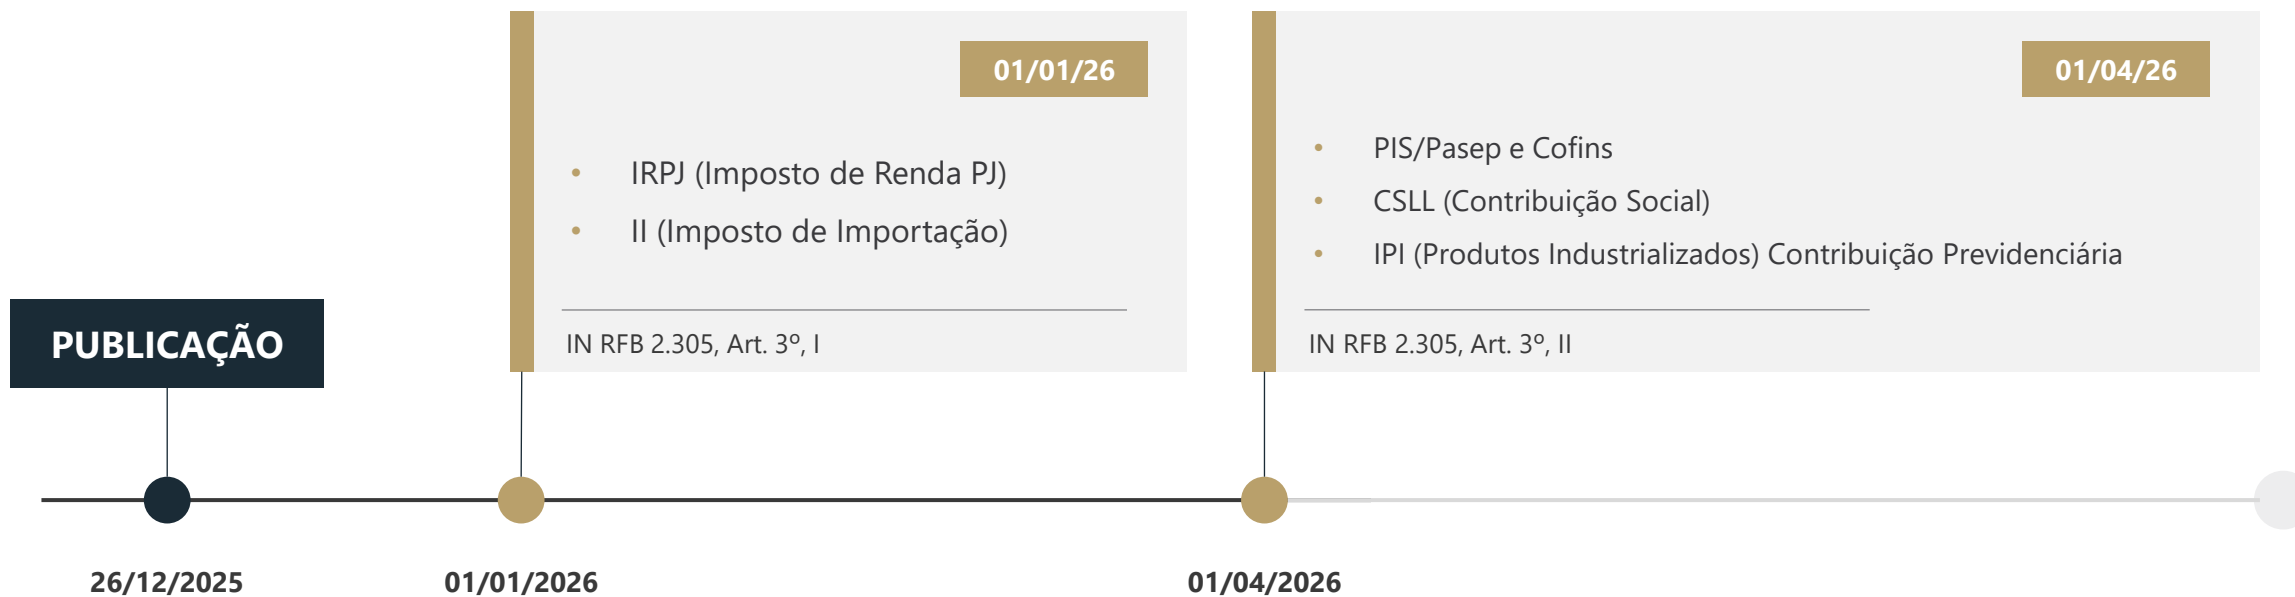 PUBLICAÇÃO
01/01/26
• IRPJ (Imposto de Renda PJ)
• II (Imposto de Importação)
IN RFB 2.305, Art. 3º, I
01/04/26
• PIS/Pasep e Cofins
• CSLL (Contribuição Social)
• IPI (Produtos Industrializados) Contribuição Previdenciária
IN RFB 2.305, Art. 3º, II
26/12/2025
01/01/2026
01/04/2026